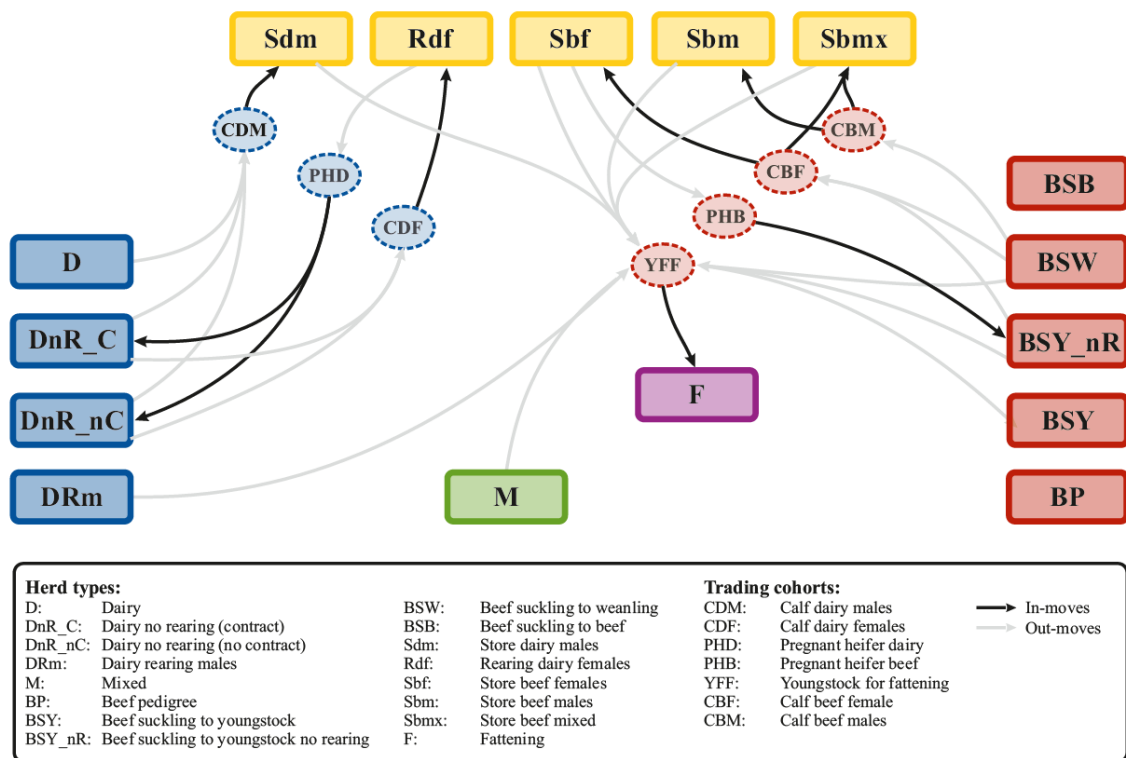 Sdm Rdf Sbf Sbm Sbmx
CDM CBM
PHD CBF BSB
CDF PHB
D YFF BSW
DnR_C BSY_nR
F
DnR_nC BSY
DRm M BP
Herd types:
D: Dairy
DnR_C: Dairy no rearing (contract)
DnR_nC: Dairy no rearing (no contract)
DRm: Dairy rearing males
M: Mixed
BP: Beef pedigree
BSY: Beef suckling to youngstock
BSY_nR: Beef suckling to youngstock no rearing
BSW: Beef suckling to weanling
BSB: Beef suckling to beef
Sdm: Store dairy males
Rdf: Rearing dairy females
Sbf: Store beef females
Sbm: Store beef males
Sbmx: Store beef mixed
F: Fattening
Trading cohorts:
CDM: Calf dairy males
CDF: Calf dairy females
PHD: Pregnant heifer dairy
PHB: Pregnant heifer beef
YFF: Youngstock for fattening
CBF: Calf beef female
CBM: Calf beef males
In-moves
Out-moves